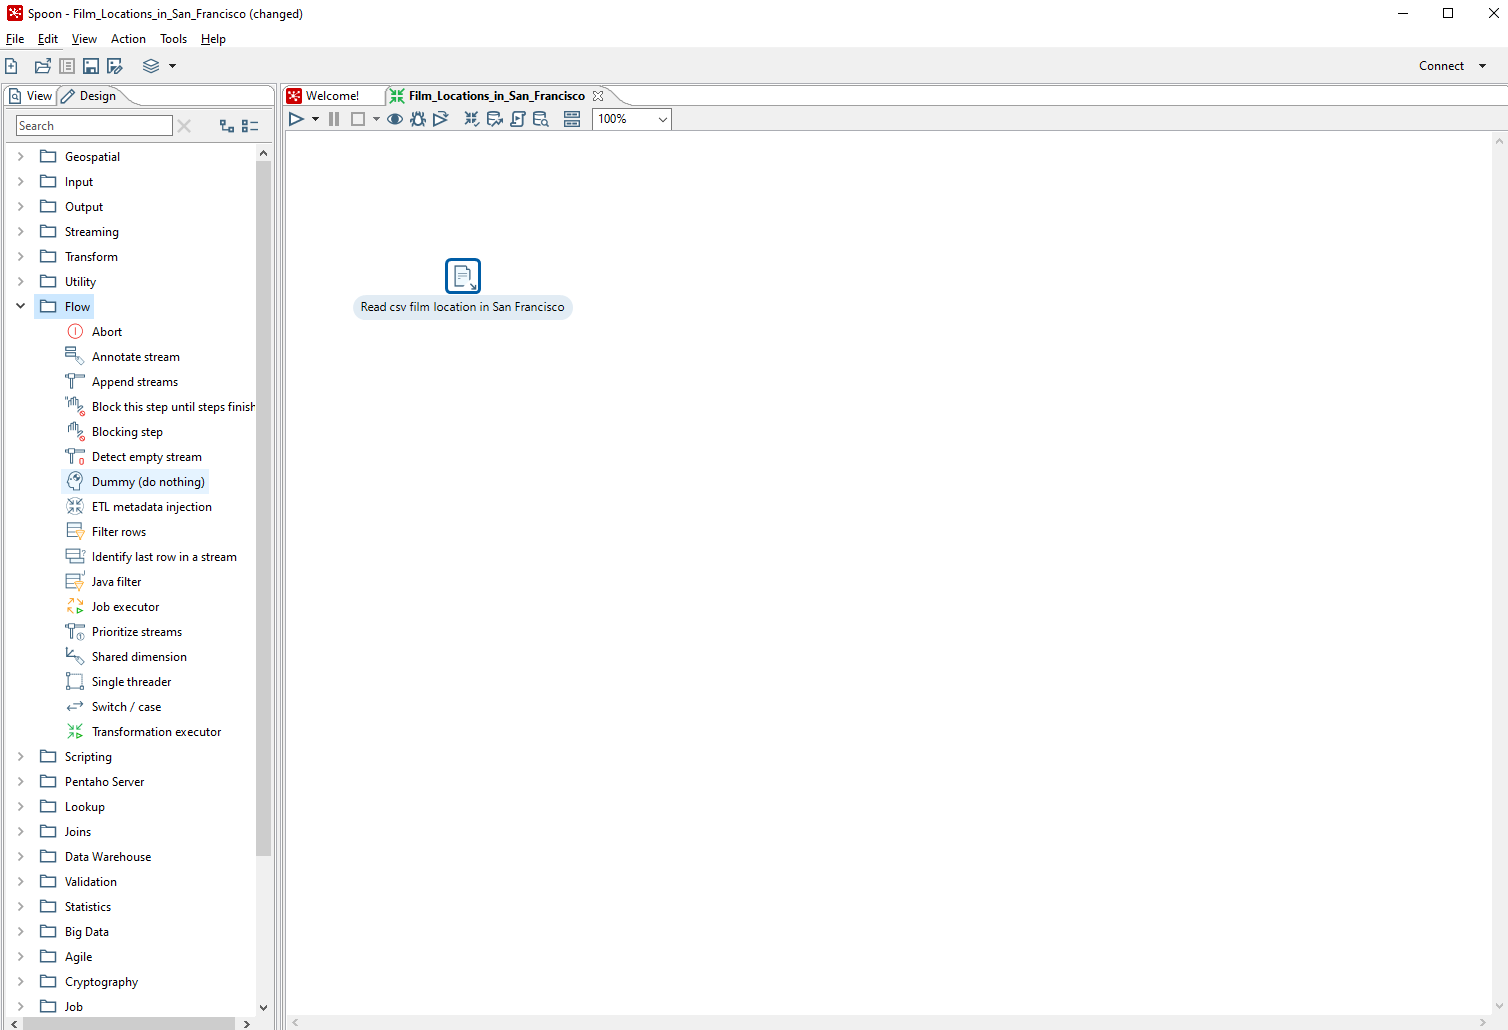 Spoon - Film_Locations_in_San_Francisco (changed)
File Edit View Action Tools Help
Connect
View Design
Welcome! Film_Locations_in_San_Francisco
Search
100%
Geospatial
Input
Output
Streaming
Transform
Utility
Flow
Abort
Annotate stream
Append streams
Block this step until steps finish
Blocking step
Detect empty stream
Dummy (do nothing)
ETL metadata injection
Filter rows
Identify last row in a stream
Java filter
Job executor
Prioritize streams
Shared dimension
Single threader
Switch / case
Transformation executor
Scripting
Pentaho Server
Lookup
Joins
Data Warehouse
Validation
Statistics
Big Data
Agile
Cryptography
Job
Read csv film location in San Francisco